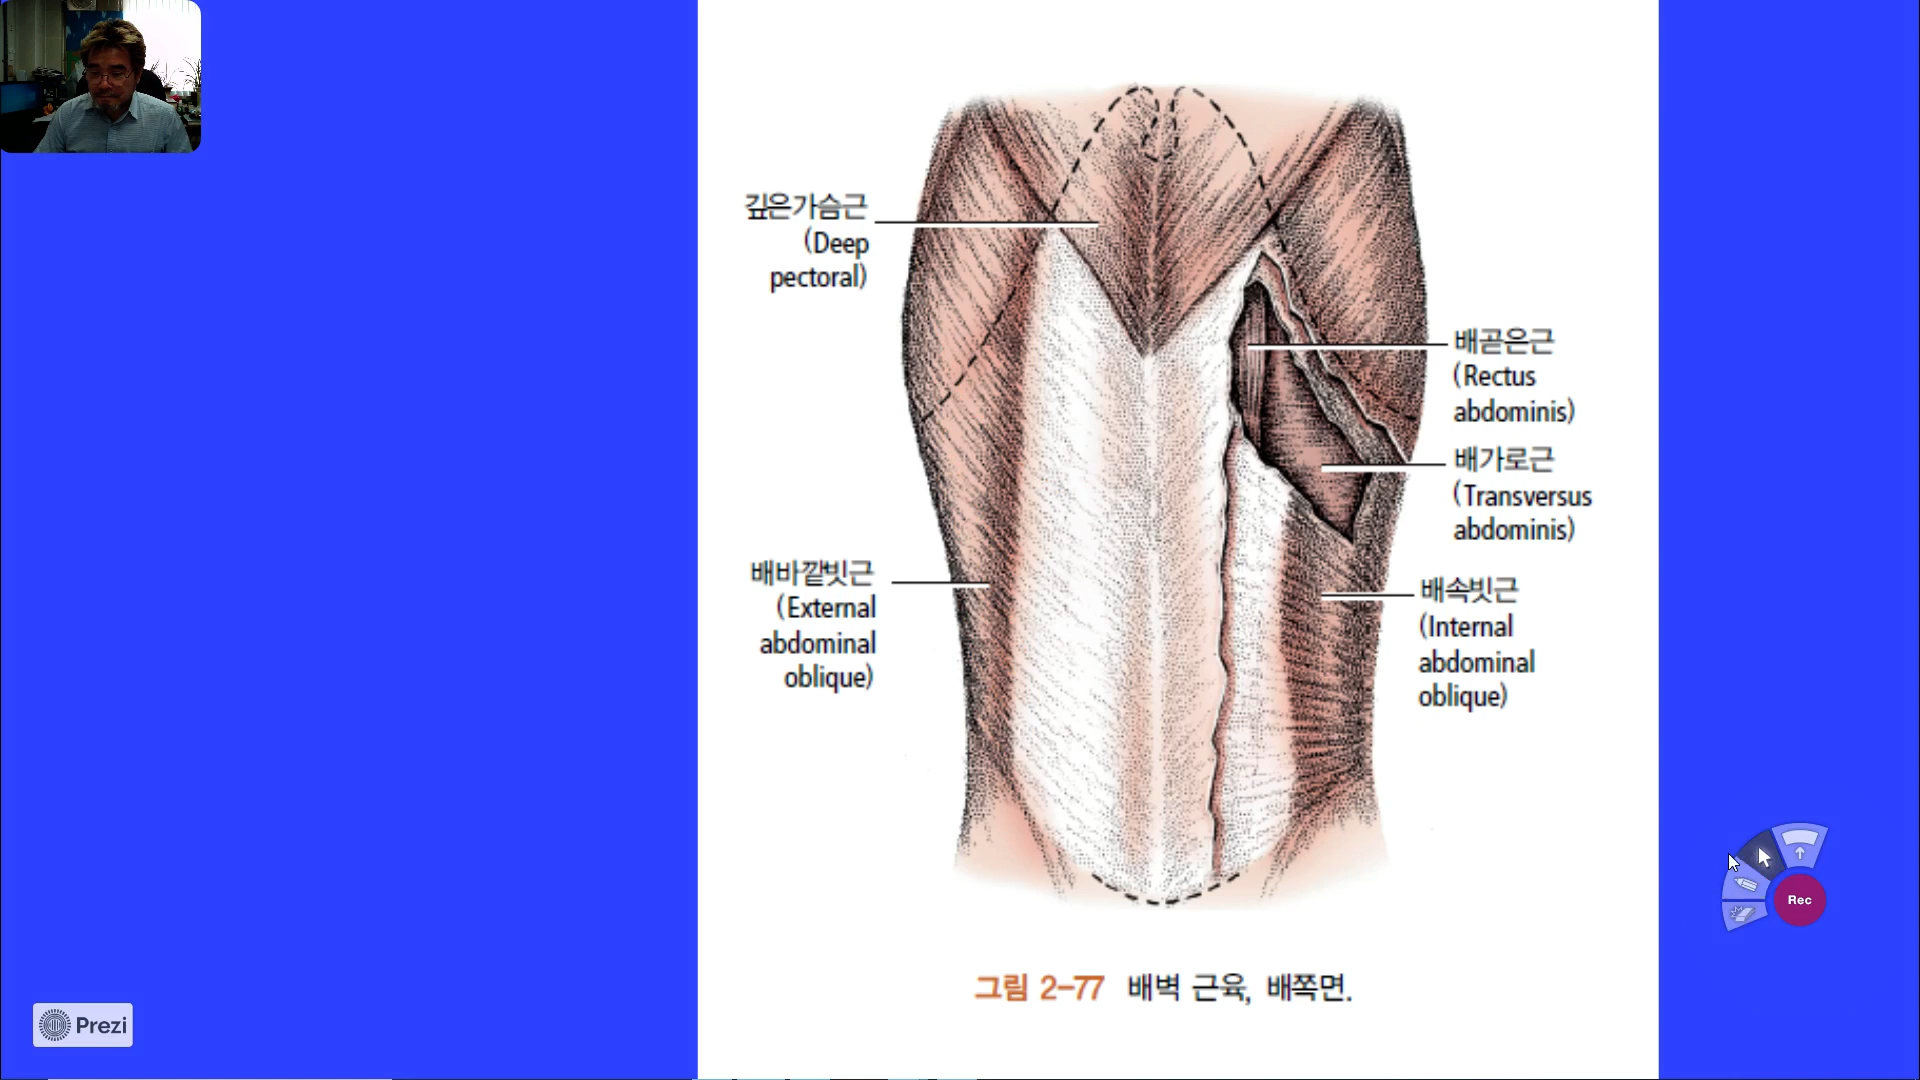 깊은가슴근
(Deep
pectoral)
배곧은근
(Rectus
abdominis)
배가로근
(Transversus
abdominis)
배바깥빗근
(External
abdominal
oblique)
배속빗근
(Internal
abdominal
oblique)
Rec
그림 2-77 배벽 근육, 배쪽면.
Prezi